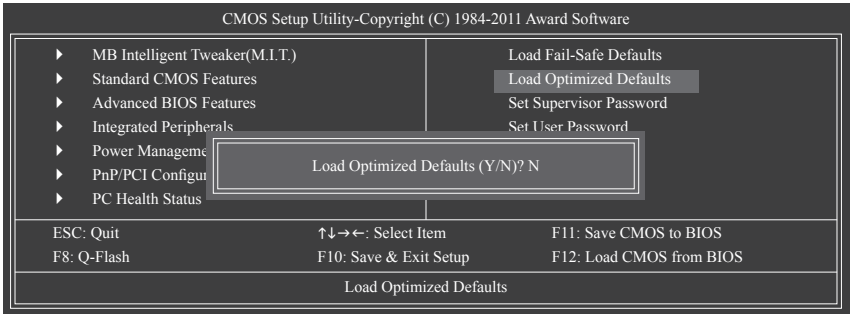 CMOS Setup Utility-Copyright (C) 1984-2011 Award Software
MB Intelligent Tweaker(M.I.T.)
Standard CMOS Features
Advanced BIOS Features
Integrated Peripherals
Power Manageme
PnP/PCI Configur
PC Health Status
Load Fail-Safe Defaults
Load Optimized Defaults
Set Supervisor Password
Set User Password
Load Optimized Defaults (Y/N)? N
ESC: Quit ↑↓→←: Select Item F11: Save CMOS to BIOS
F8: Q-Flash F10: Save & Exit Setup F12: Load CMOS from BIOS
Load Optimized Defaults